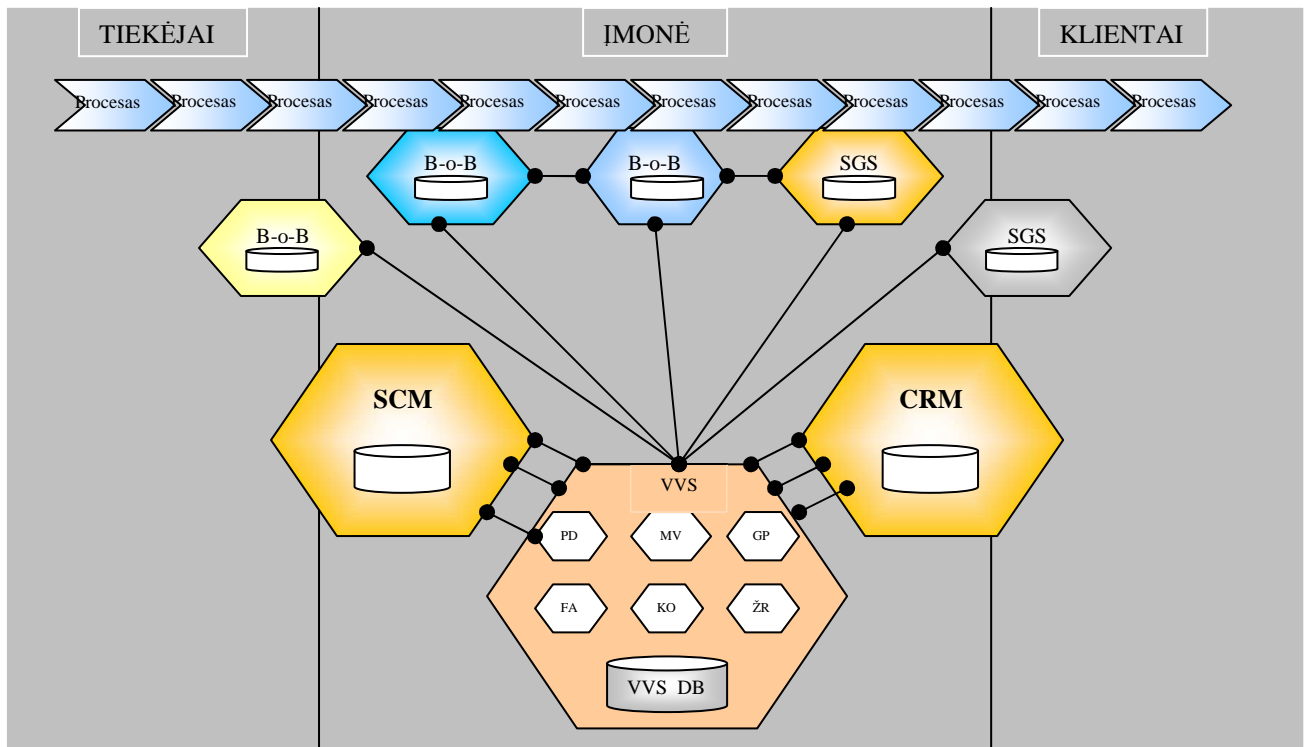 TIEKĖJAI
ĮMONĖ
KLIENTAI
Procesas Procesas Procesas Procesas Procesas Procesas Procesas Procesas Procesas Procesas Procesas Procesas
B-o-B
B-o-B
SGS
B-o-B
SGS
SCM
CRM
VVS
PD
MV
GP
FA
KO
ŽR
VVS DB